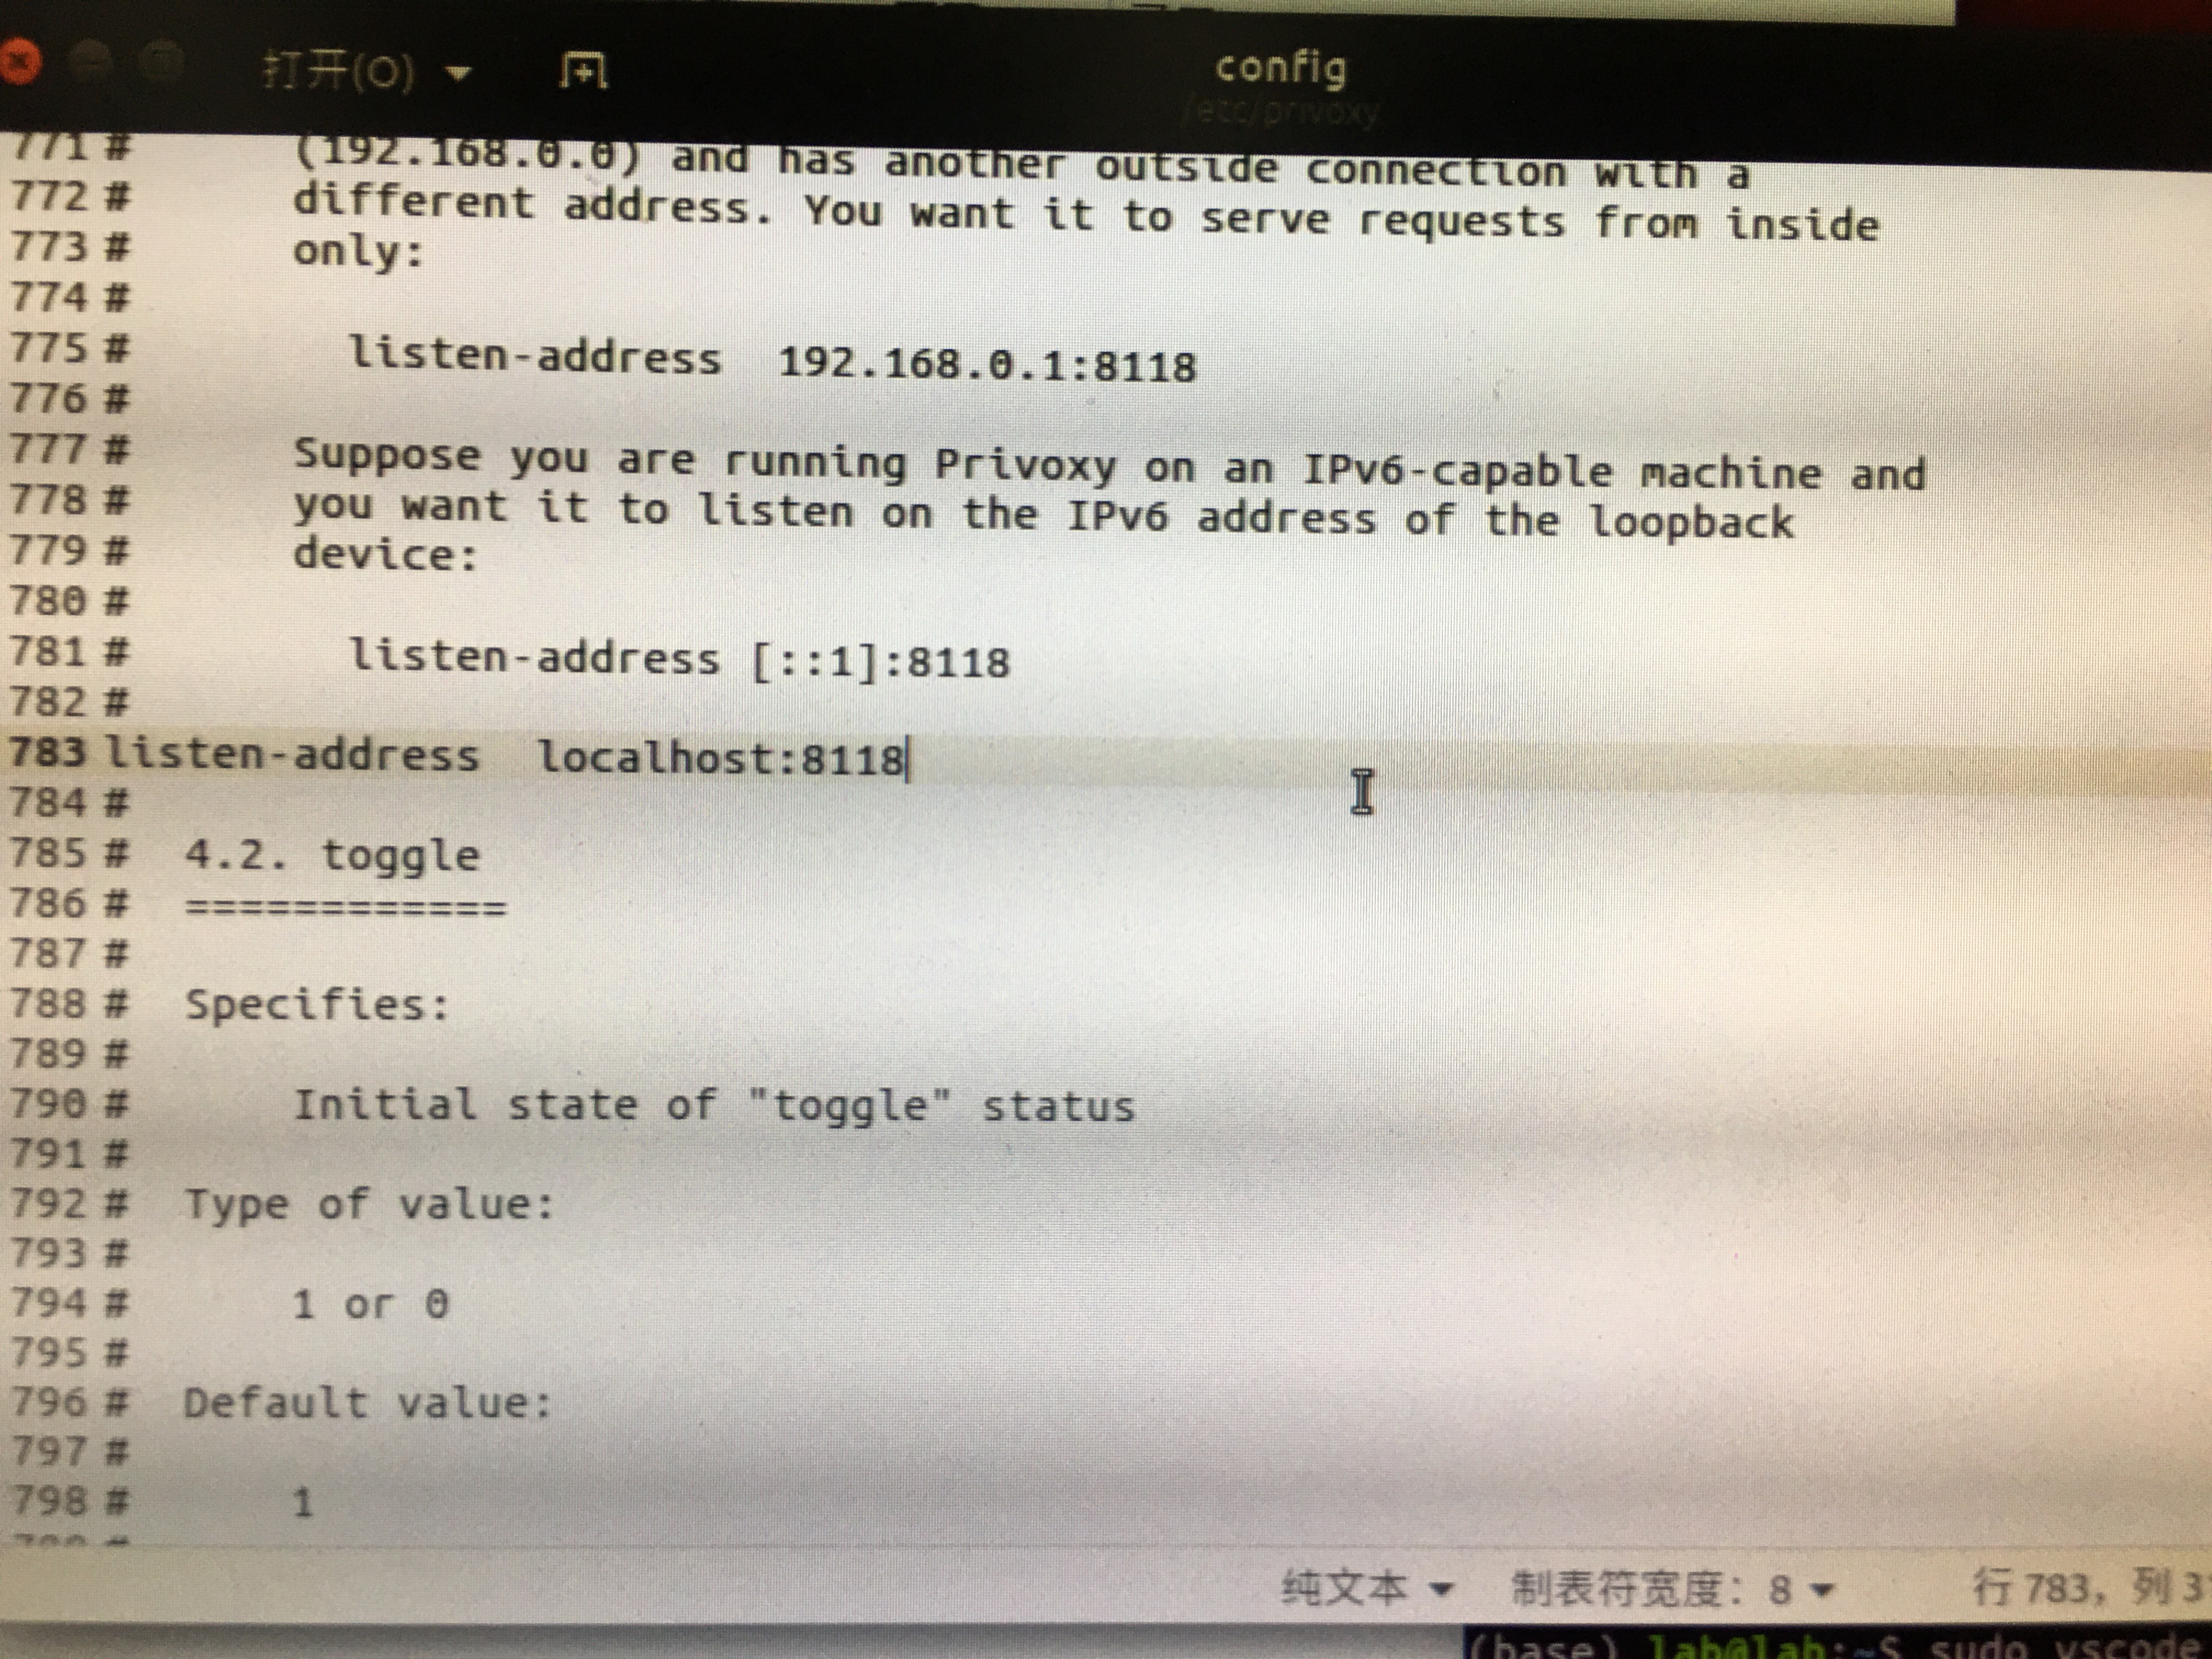 打开(O)
config
/etc/privoxy
771 #      (192.168.0.0) and has another outside connection with a
772 #      different address. You want it to serve requests from inside
773 #      only:
774 #
775 #        listen-address  192.168.0.1:8118
776 #
777 #      Suppose you are running Privoxy on an IPv6-capable machine and
778 #      you want it to listen on the IPv6 address of the loopback
779 #      device:
780 #
781 #        listen-address [::1]:8118
782 #
783 listen-address  localhost:8118
784 #
785 #  4.2. toggle
786 #  ============
787 #
788 #  Specifies:
789 #
790 #      Initial state of "toggle" status
791 #
792 #  Type of value:
793 #
794 #      1 or 0
795 #
796 #  Default value:
797 #
798 #      1
纯文本 制表符宽度：8 行 783，列 3
(base) lab@lab:~$ sudo vscode